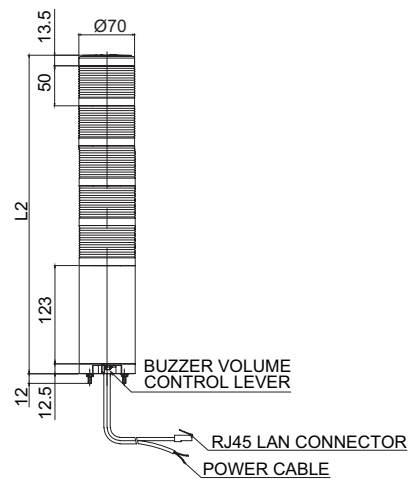 Ø70
13.5
50
L2
123
12.5
12
BUZZER VOLUME
CONTROL LEVER
RJ45 LAN CONNECTOR
POWER CABLE